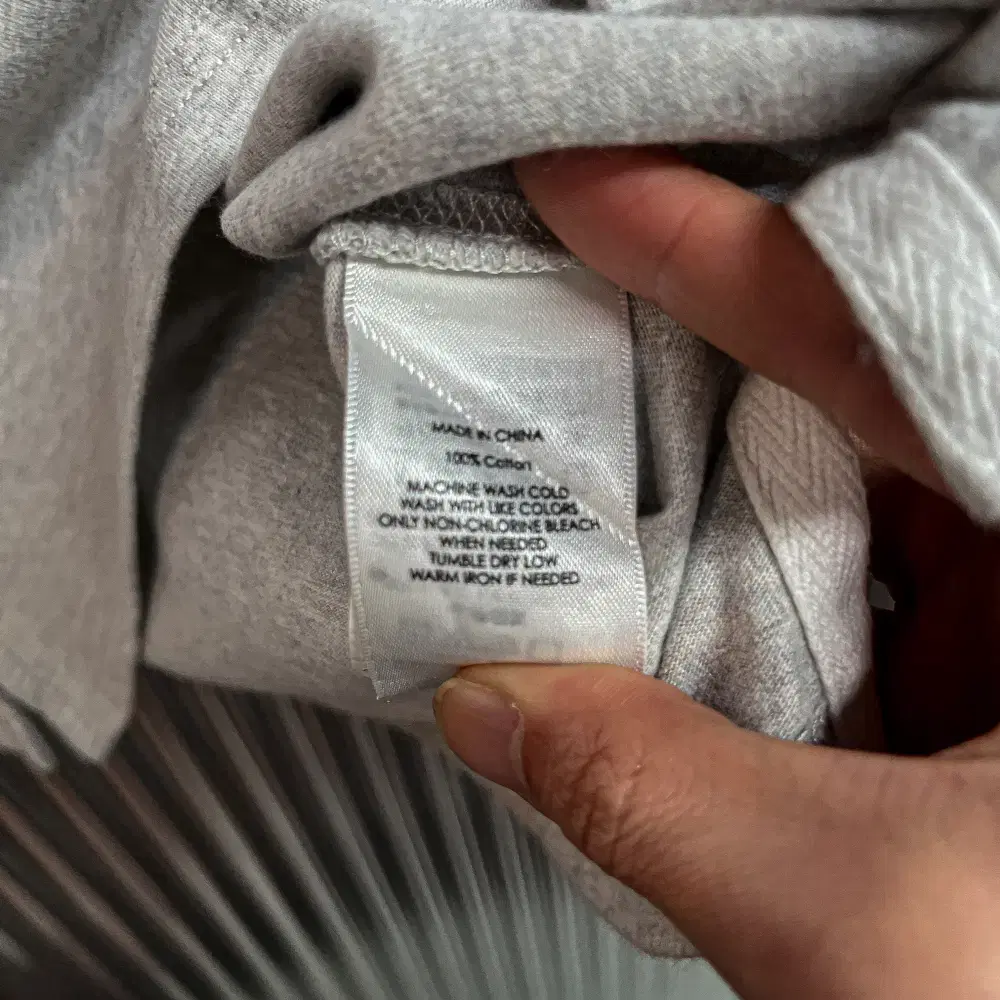 MADE IN CHINA
100% Cotton
MACHINE WASH COLD
WASH WITH LIKE COLORS
ONLY NON-CHLORINE BLEACH
WHEN NEEDED
TUMBLE DRY LOW
WARM IRON IF NEEDED